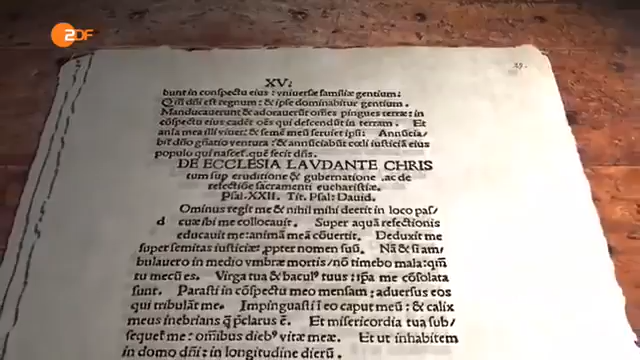 ZDF
29.
XV.
bunt in conspectu eius : vniuersæ familiæ gentium :
Qm̄ dñi est regnum : & ipse dominabitur gentium .
Manducauerunt & adorauerūt om̄es pingues terræ : in
cōspectu eius cadēt oēs qui descendūt in terram . Et
anīa mea illi viuet : & semē meū seruiet ipsi : Annūcia/
bit dño gñatio ventura : & annūciabūt cœli iusticiā eius
populo qui nascet . quē fecit dñs .
DE ECCLESIA LAVDANTE CHRIS
tum sup eruditione & gubernatione . ac de
refectiōe sacramenti eucharistiæ .
Psal . XXII . Tit . Psal : Dauid .
Ominus regit me & nihil mihi deerit in loco pas/
d cuæ ibi me collocauit . Super aquā refectionis
educauit me : animā meā cōuertit . Deduxit me
super semitas iusticiæ . ppter nomen suū . Nā & si am/
bulauero in medio vmbræ mortis / nō timebo mala : qm̄
tu mecū es . Virga tua & bacul⁹ tuus : ipa me cōsolata
sunt . Parasti in cōspectu meo mensam : aduersus eos
qui tribulāt me . Impinguasti ī eo caput meū : & calix
meus inebrians q̄ p̄clarus ē . Et misericordia tua sub/
sequet me : omībus dieb⁹ vitæ meæ . Et ut inhabitem
in domo dñi : in longitudine dierū .